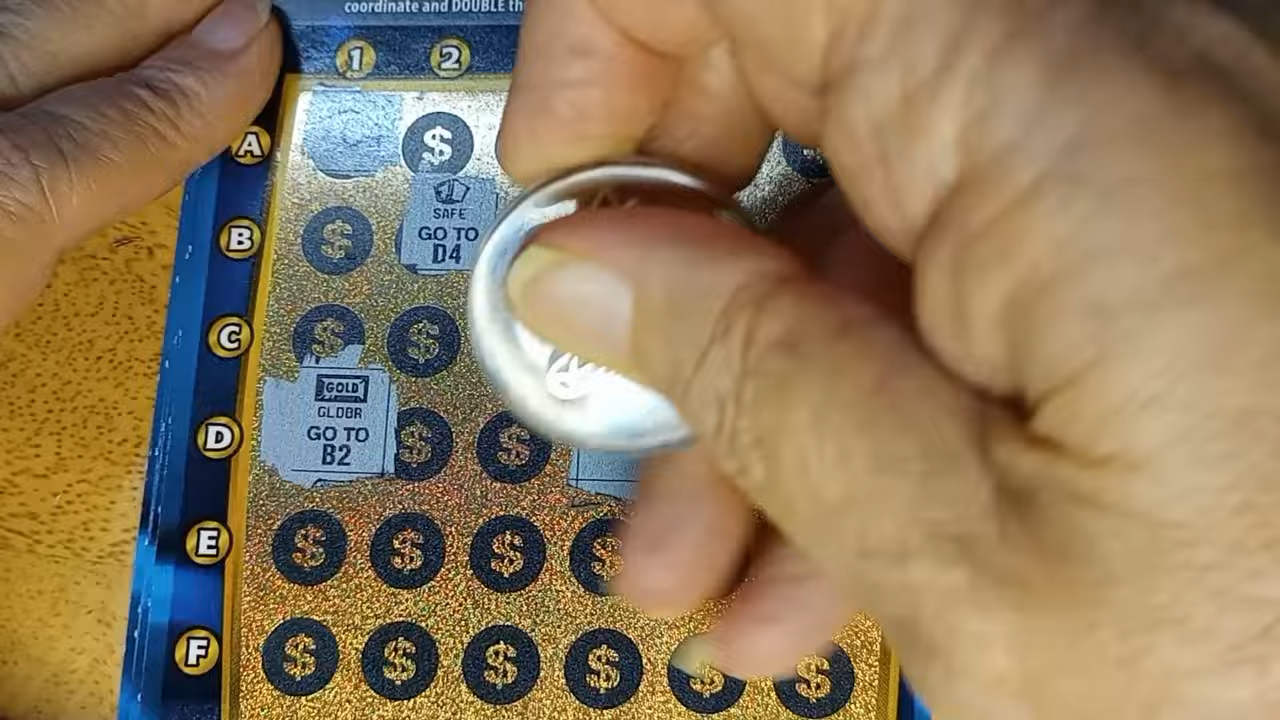 coordinate and DOUBLE th
1 2
A $
SAFE
B $ GO TO
D4
C $ $
GOLD
GLDBR
D GO TO $ $
B2
E $ $ $ $
F $ $ $ $ $ $